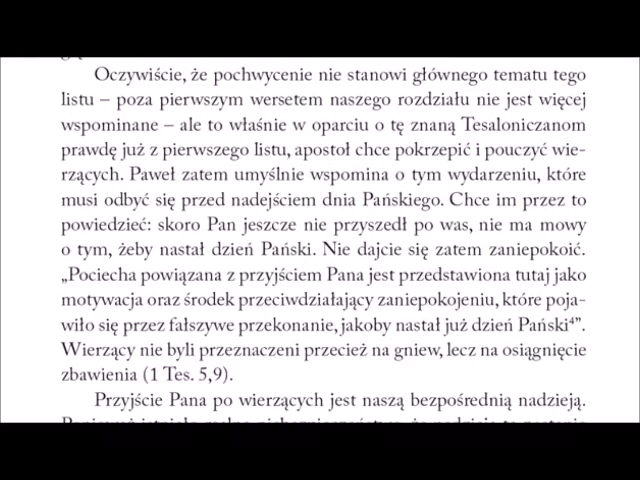 Oczywiście, że pochwycenie nie stanowi głównego tematu tego
listu – poza pierwszym wersetem naszego rozdziału nie jest więcej
wspominane – ale to właśnie w oparciu o tę znaną Tesaloniczanom
prawdę już z pierwszego listu, apostoł chce pokrzepić i pouczyć wie-
rzących. Paweł zatem umyślnie wspomina o tym wydarzeniu, które
musi odbyć się przed nadejściem dnia Pańskiego. Chce im przez to
powiedzieć: skoro Pan jeszcze nie przyszedł po was, nie ma mowy
o tym, żeby nastał dzień Pański. Nie dajcie się zatem zaniepokoić.
„Pociecha powiązana z przyjściem Pana jest przedstawiona tutaj jako
motywacja oraz środek przeciwdziałający zaniepokojeniu, które poja-
wiło się przez fałszywe przekonanie, jakoby nastał już dzień Pański⁴”.
Wierzący nie byli przeznaczeni przecież na gniew, lecz na osiągnięcie
zbawienia (1 Tes. 5,9).
Przyjście Pana po wierzących jest naszą bezpośrednią nadzieją.